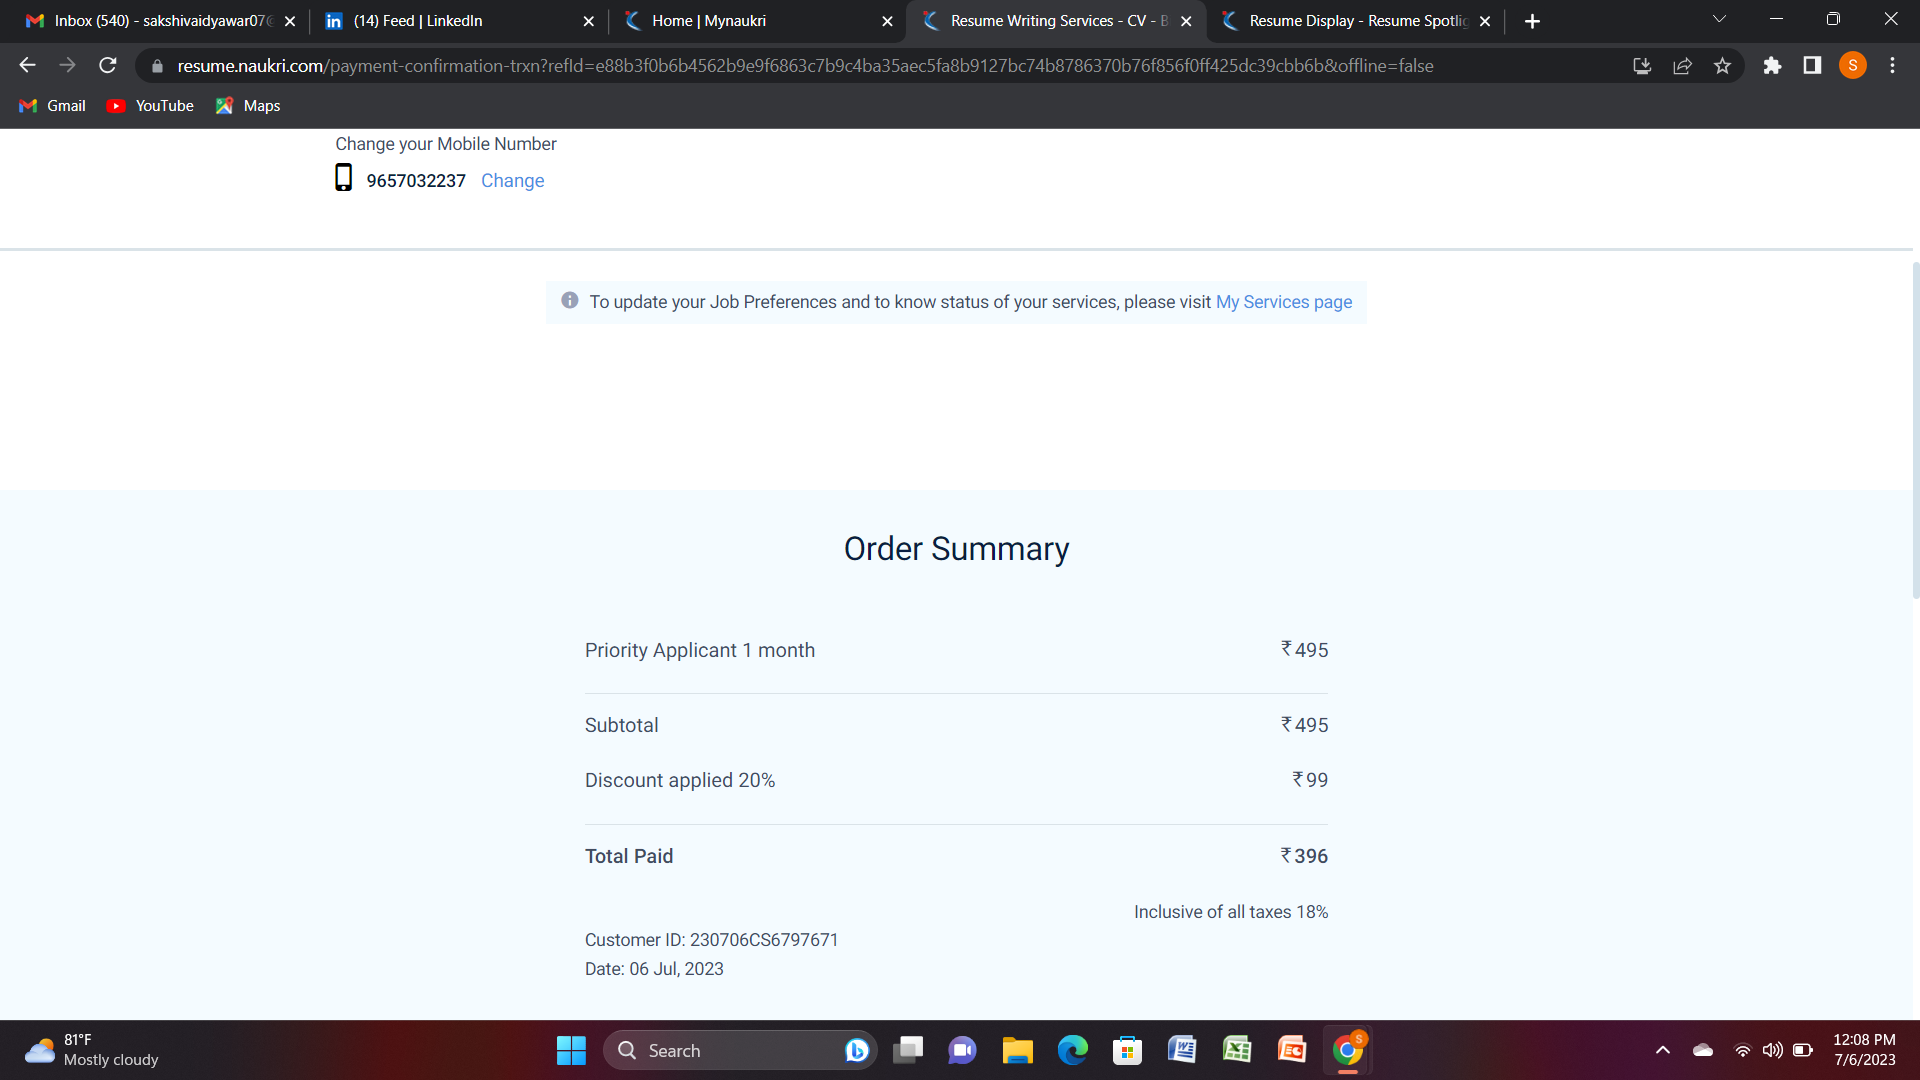 Inbox (540) - sakshivaidyawar07@
(14) Feed | LinkedIn
Home | Mynaukri
Resume Writing Services - CV - B
Resume Display - Resume Spotlig
resume.naukri.com/payment-confirmation-trxn?refId=e88b3f0b6b4562b9e9f6863c7b9c4ba35aec5fa8b9127bc74b8786370b76f856f0ff425dc39cbb6b&offline=false
S
Gmail
YouTube
Maps
Change your Mobile Number
9657032237 Change
To update your Job Preferences and to know status of your services, please visit My Services page
Order Summary
Priority Applicant 1 month ₹495
Subtotal ₹495
Discount applied 20% ₹99
Total Paid ₹396
Inclusive of all taxes 18%
Customer ID: 230706CS6797671
Date: 06 Jul, 2023
81°F
Mostly cloudy
Search
12:08 PM
7/6/2023